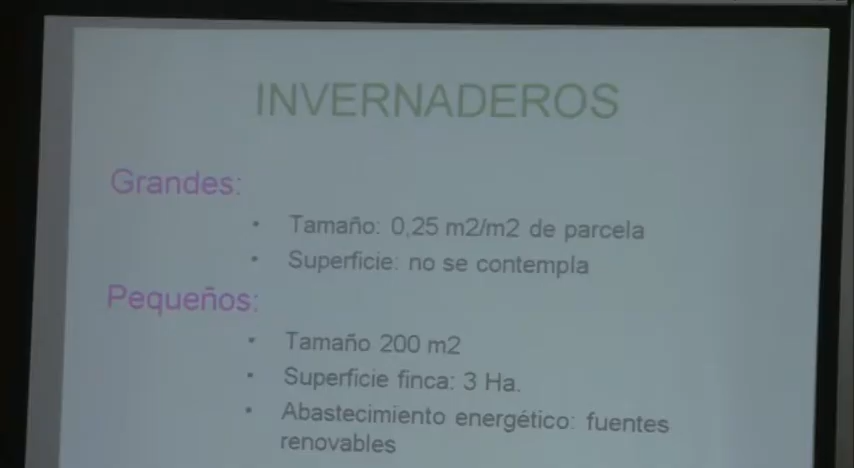 INVERNADEROS
Grandes:
• Tamaño: 0,25 m2/m2 de parcela
• Superficie: no se contempla
Pequeños:
• Tamaño 200 m2
• Superficie finca: 3 Ha.
• Abastecimiento energético: fuentes
renovables